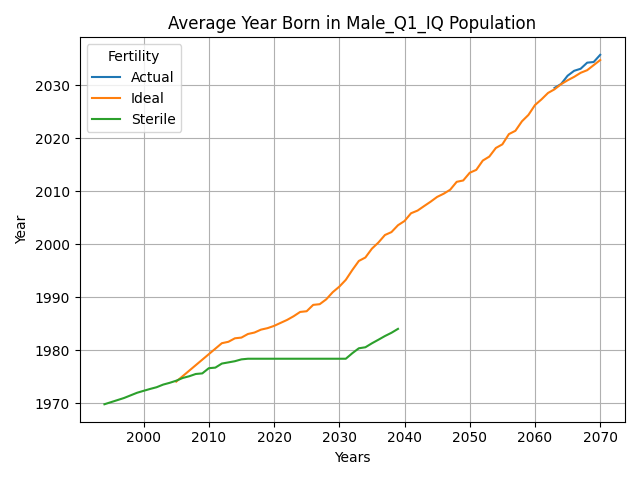 Average Year Born in Male_Q1_IQ Population
Fertility
Actual
Ideal
Sterile
Year
2030
2020
2010
2000
1990
1980
1970
2000 2010 2020 2030 2040 2050 2060 2070
Years